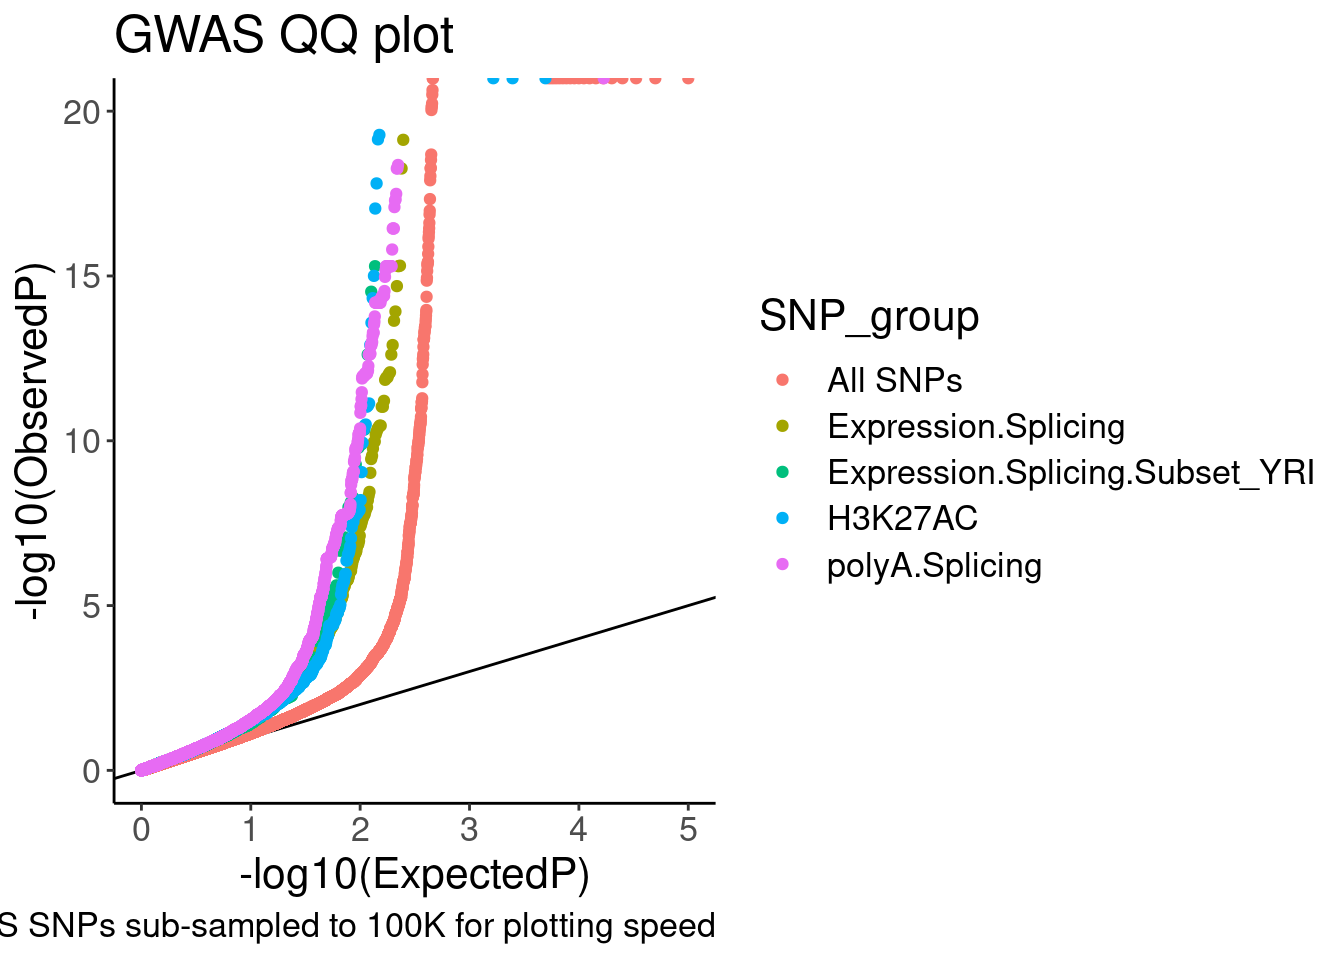 GWAS QQ plot
20
15
10
5
0
-log10(ObservedP)
0 1 2 3 4 5
-log10(ExpectedP)
S SNPs sub-sampled to 100K for plotting speed
SNP_group
All SNPs
Expression.Splicing
Expression.Splicing.Subset_YRI
H3K27AC
polyA.Splicing